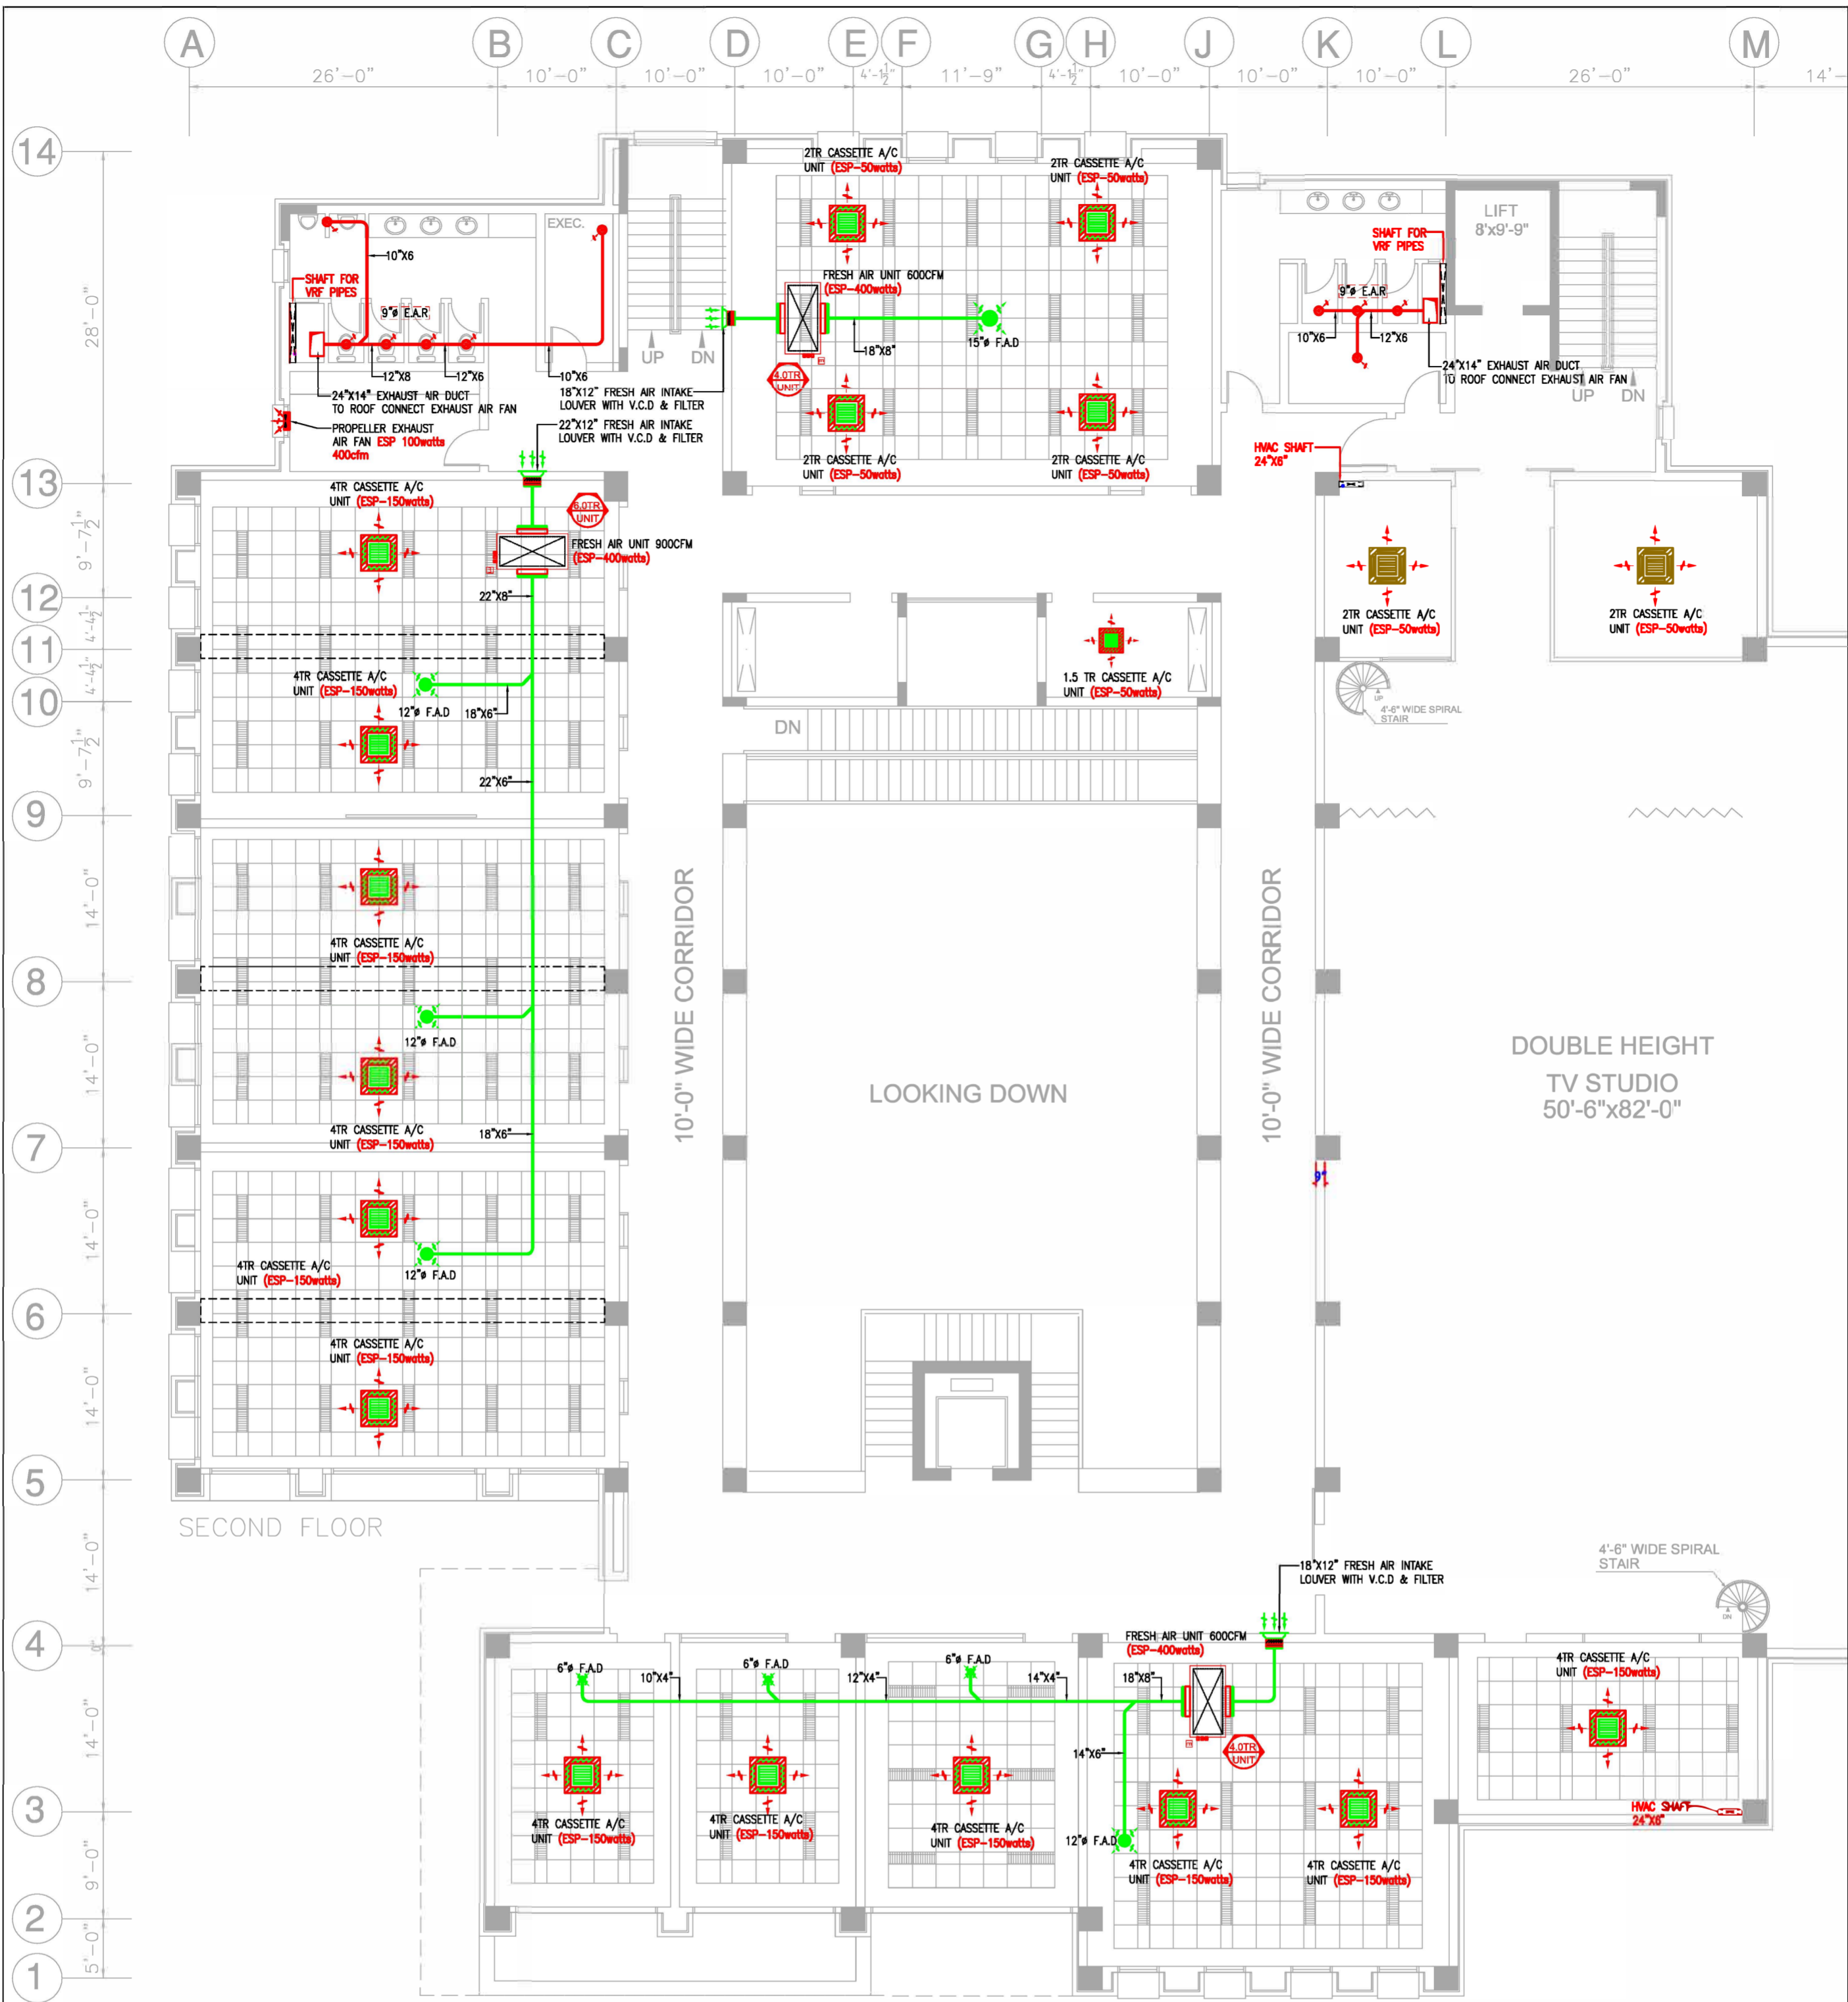 A B C D E F G H J K L M
26'-0" 10'-0" 10'-0" 10'-0" 4'-1½" 11'-9" 4'-1½" 10'-0" 10'-0" 10'-0" 26'-0" 14'-
14
28'-0"
13
9'-7½"
12
4'-4½"
11
4'-4½"
10
9'-7½"
9
14'-0"
8
14'-0"
7
14'-0"
6
14'-0"
5
14'-0"
4
14'-0"
3
9'-0"
2
5'-0"
1
EXEC.
10"X6
SHAFT FOR
VRF PIPES
9"ø E.A.R
12"X8
12"X6
10"X6
24"X14" EXHAUST AIR DUCT
TO ROOF CONNECT EXHAUST AIR FAN
PROPELLER EXHAUST
AIR FAN ESP 100watts
400cfm
UP
DN
18"X12" FRESH AIR INTAKE
LOUVER WITH V.C.D & FILTER
22"X12" FRESH AIR INTAKE
LOUVER WITH V.C.D & FILTER
2TR CASSETTE A/C
UNIT (ESP-50watts)
2TR CASSETTE A/C
UNIT (ESP-50watts)
FRESH AIR UNIT 600CFM
(ESP-400watts)
18"X8"
15"ø F.A.D
4.0TR
UNIT
2TR CASSETTE A/C
UNIT (ESP-50watts)
2TR CASSETTE A/C
UNIT (ESP-50watts)
SHAFT FOR
VRF PIPES
LIFT
8'x9'-9"
9"ø E.A.R
10"X6
12"X6
24"X14" EXHAUST AIR DUCT
TO ROOF CONNECT EXHAUST AIR FAN
UP
DN
HVAC SHAFT
24"X6"
4TR CASSETTE A/C
UNIT (ESP-150watts)
6.0TR
UNIT
FRESH AIR UNIT 900CFM
(ESP-400watts)
22"X8"
4TR CASSETTE A/C
UNIT (ESP-150watts)
12"ø F.A.D
18"X6"
22"X6"
1.5 TR CASSETTE A/C
UNIT (ESP-50watts)
DN
2TR CASSETTE A/C
UNIT (ESP-50watts)
2TR CASSETTE A/C
UNIT (ESP-50watts)
UP
4'-6" WIDE SPIRAL
STAIR
4TR CASSETTE A/C
UNIT (ESP-150watts)
12"ø F.A.D
4TR CASSETTE A/C
UNIT (ESP-150watts)
18"X6"
10'-0" WIDE CORRIDOR
LOOKING DOWN
10'-0" WIDE CORRIDOR
DOUBLE HEIGHT
TV STUDIO
50'-6"x82'-0"
9"
4TR CASSETTE A/C
UNIT (ESP-150watts)
12"ø F.A.D
4TR CASSETTE A/C
UNIT (ESP-150watts)
SECOND FLOOR
18"X12" FRESH AIR INTAKE
LOUVER WITH V.C.D & FILTER
4'-6" WIDE SPIRAL
STAIR
DN
6"ø F.A.D
10"X4"
6"ø F.A.D
12"X4"
6"ø F.A.D
14"X4"
FRESH AIR UNIT 600CFM
(ESP-400watts)
18"X8"
4.0TR
UNIT
14"X6"
12"ø F.A.D
4TR CASSETTE A/C
UNIT (ESP-150watts)
HVAC SHAFT
24"X6"
4TR CASSETTE A/C
UNIT (ESP-150watts)
4TR CASSETTE A/C
UNIT (ESP-150watts)
4TR CASSETTE A/C
UNIT (ESP-150watts)
4TR CASSETTE A/C
UNIT (ESP-150watts)
4TR CASSETTE A/C
UNIT (ESP-150watts)